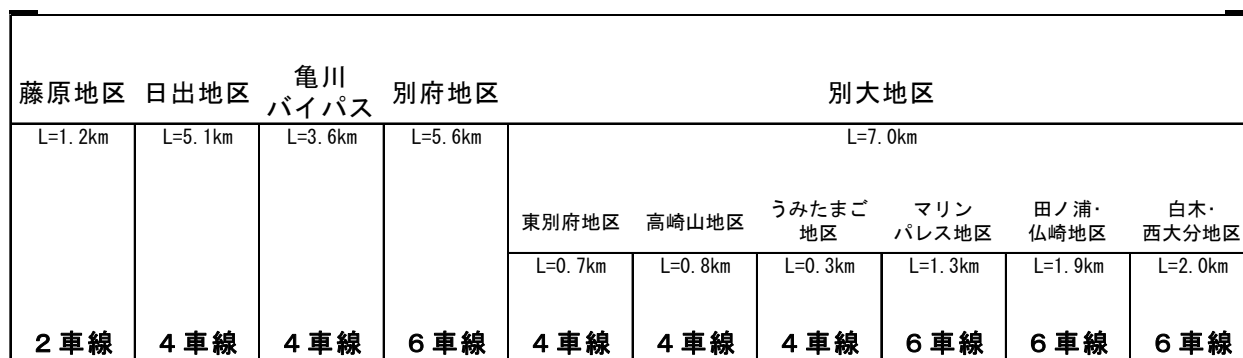 藤原地区 日出地区 亀川バイパス 別府地区 別大地区
L=1.2km L=5.1km L=3.6km L=5.6km L=7.0km
東別府地区 高崎山地区 うみたまご地区 マリンパレス地区 田ノ浦・仏崎地区 白木・西大分地区
L=0.7km L=0.8km L=0.3km L=1.3km L=1.9km L=2.0km
2車線 4車線 4車線 6車線 4車線 4車線 4車線 6車線 6車線 6車線